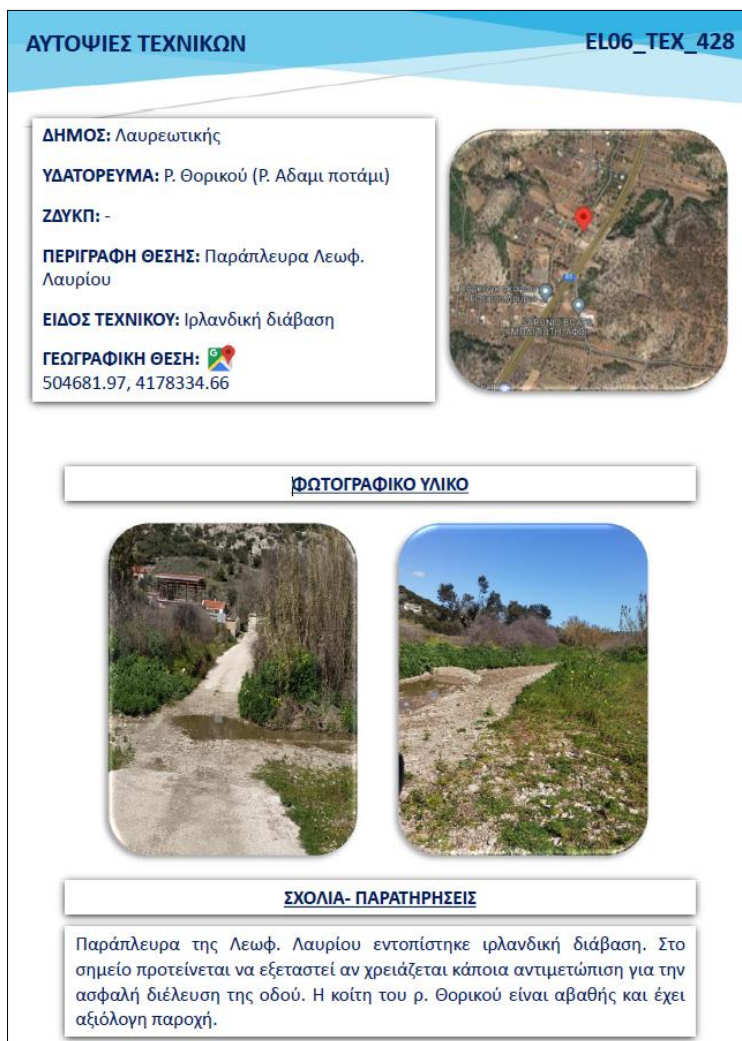 ΑΥΤΟΨΙΕΣ ΤΕΧΝΙΚΩΝ
EL06_TEX_428
ΔΗΜΟΣ: Λαυρεωτικής
ΥΔΑΤΟΡΕΥΜΑ: Ρ. Θορικού (Ρ. Αδαμι ποτάμι)
ΖΔΥΚΠ: -
ΠΕΡΙΓΡΑΦΗ ΘΕΣΗΣ: Παράπλευρα Λεωφ.
Λαυρίου
ΕΙΔΟΣ ΤΕΧΝΙΚΟΥ: Ιρλανδική διάβαση
ΓΕΩΓΡΑΦΙΚΗ ΘΕΣΗ:
504681.97, 4178334.66
ΦΩΤΟΓΡΑΦΙΚΟ ΥΛΙΚΟ
ΣΧΟΛΙΑ- ΠΑΡΑΤΗΡΗΣΕΙΣ
Παράπλευρα της Λεωφ. Λαυρίου εντοπίστηκε ιρλανδική διάβαση. Στο
σημείο προτείνεται να εξεταστεί αν χρειάζεται κάποια αντιμετώπιση για την
ασφαλή διέλευση της οδού. Η κοίτη του ρ. Θορικού είναι αβαθής και έχει
αξιόλογη παροχή.